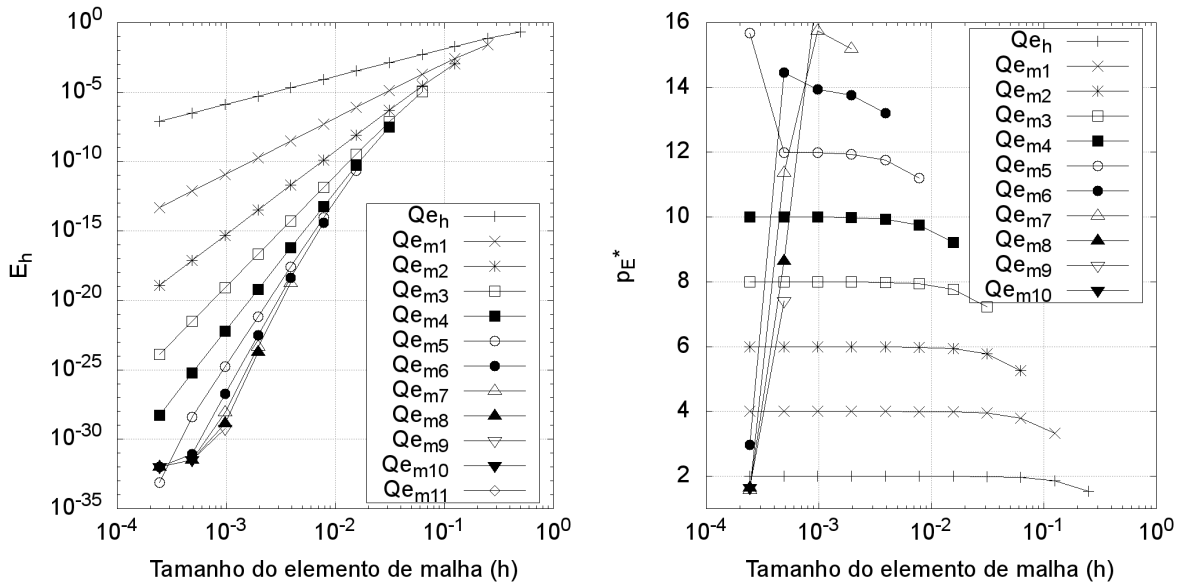 10^0
10^-5
10^-10
10^-15
10^-20
10^-25
10^-30
10^-35
E_h
10^-4
10^-3
10^-2
10^-1
10^0
Tamanho do elemento de malha (h)
Qe_h
Qe_m1
Qe_m2
Qe_m3
Qe_m4
Qe_m5
Qe_m6
Qe_m7
Qe_m8
Qe_m9
Qe_m10
Qe_m11
16
14
12
10
8
6
4
2
p_E*
10^-4
10^-3
10^-2
10^-1
10^0
Tamanho do elemento de malha (h)
Qe_h
Qe_m1
Qe_m2
Qe_m3
Qe_m4
Qe_m5
Qe_m6
Qe_m7
Qe_m8
Qe_m9
Qe_m10